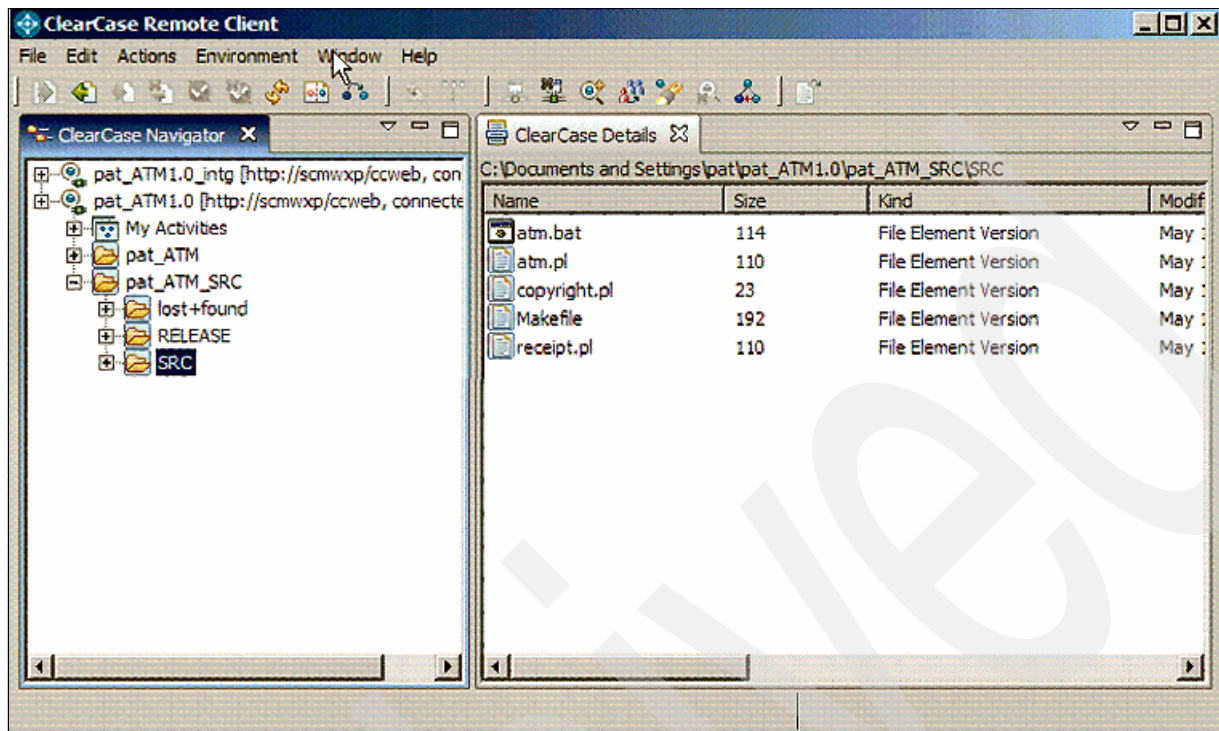 ClearCase Remote Client
File Edit Actions Environment Window Help
ClearCase Navigator
pat_ATM1.0_intg [http://scmwxp/ccweb, con
pat_ATM1.0 [http://scmwxp/ccweb, connecte
My Activities
pat_ATM
pat_ATM_SRC
lost+found
RELEASE
SRC
ClearCase Details
C:\Documents and Settings\pat\pat_ATM1.0\pat_ATM_SRC\SRC
Name Size Kind Modif
atm.bat 114 File Element Version May
atm.pl 110 File Element Version May
copyright.pl 23 File Element Version May
Makefile 192 File Element Version May
receipt.pl 110 File Element Version May